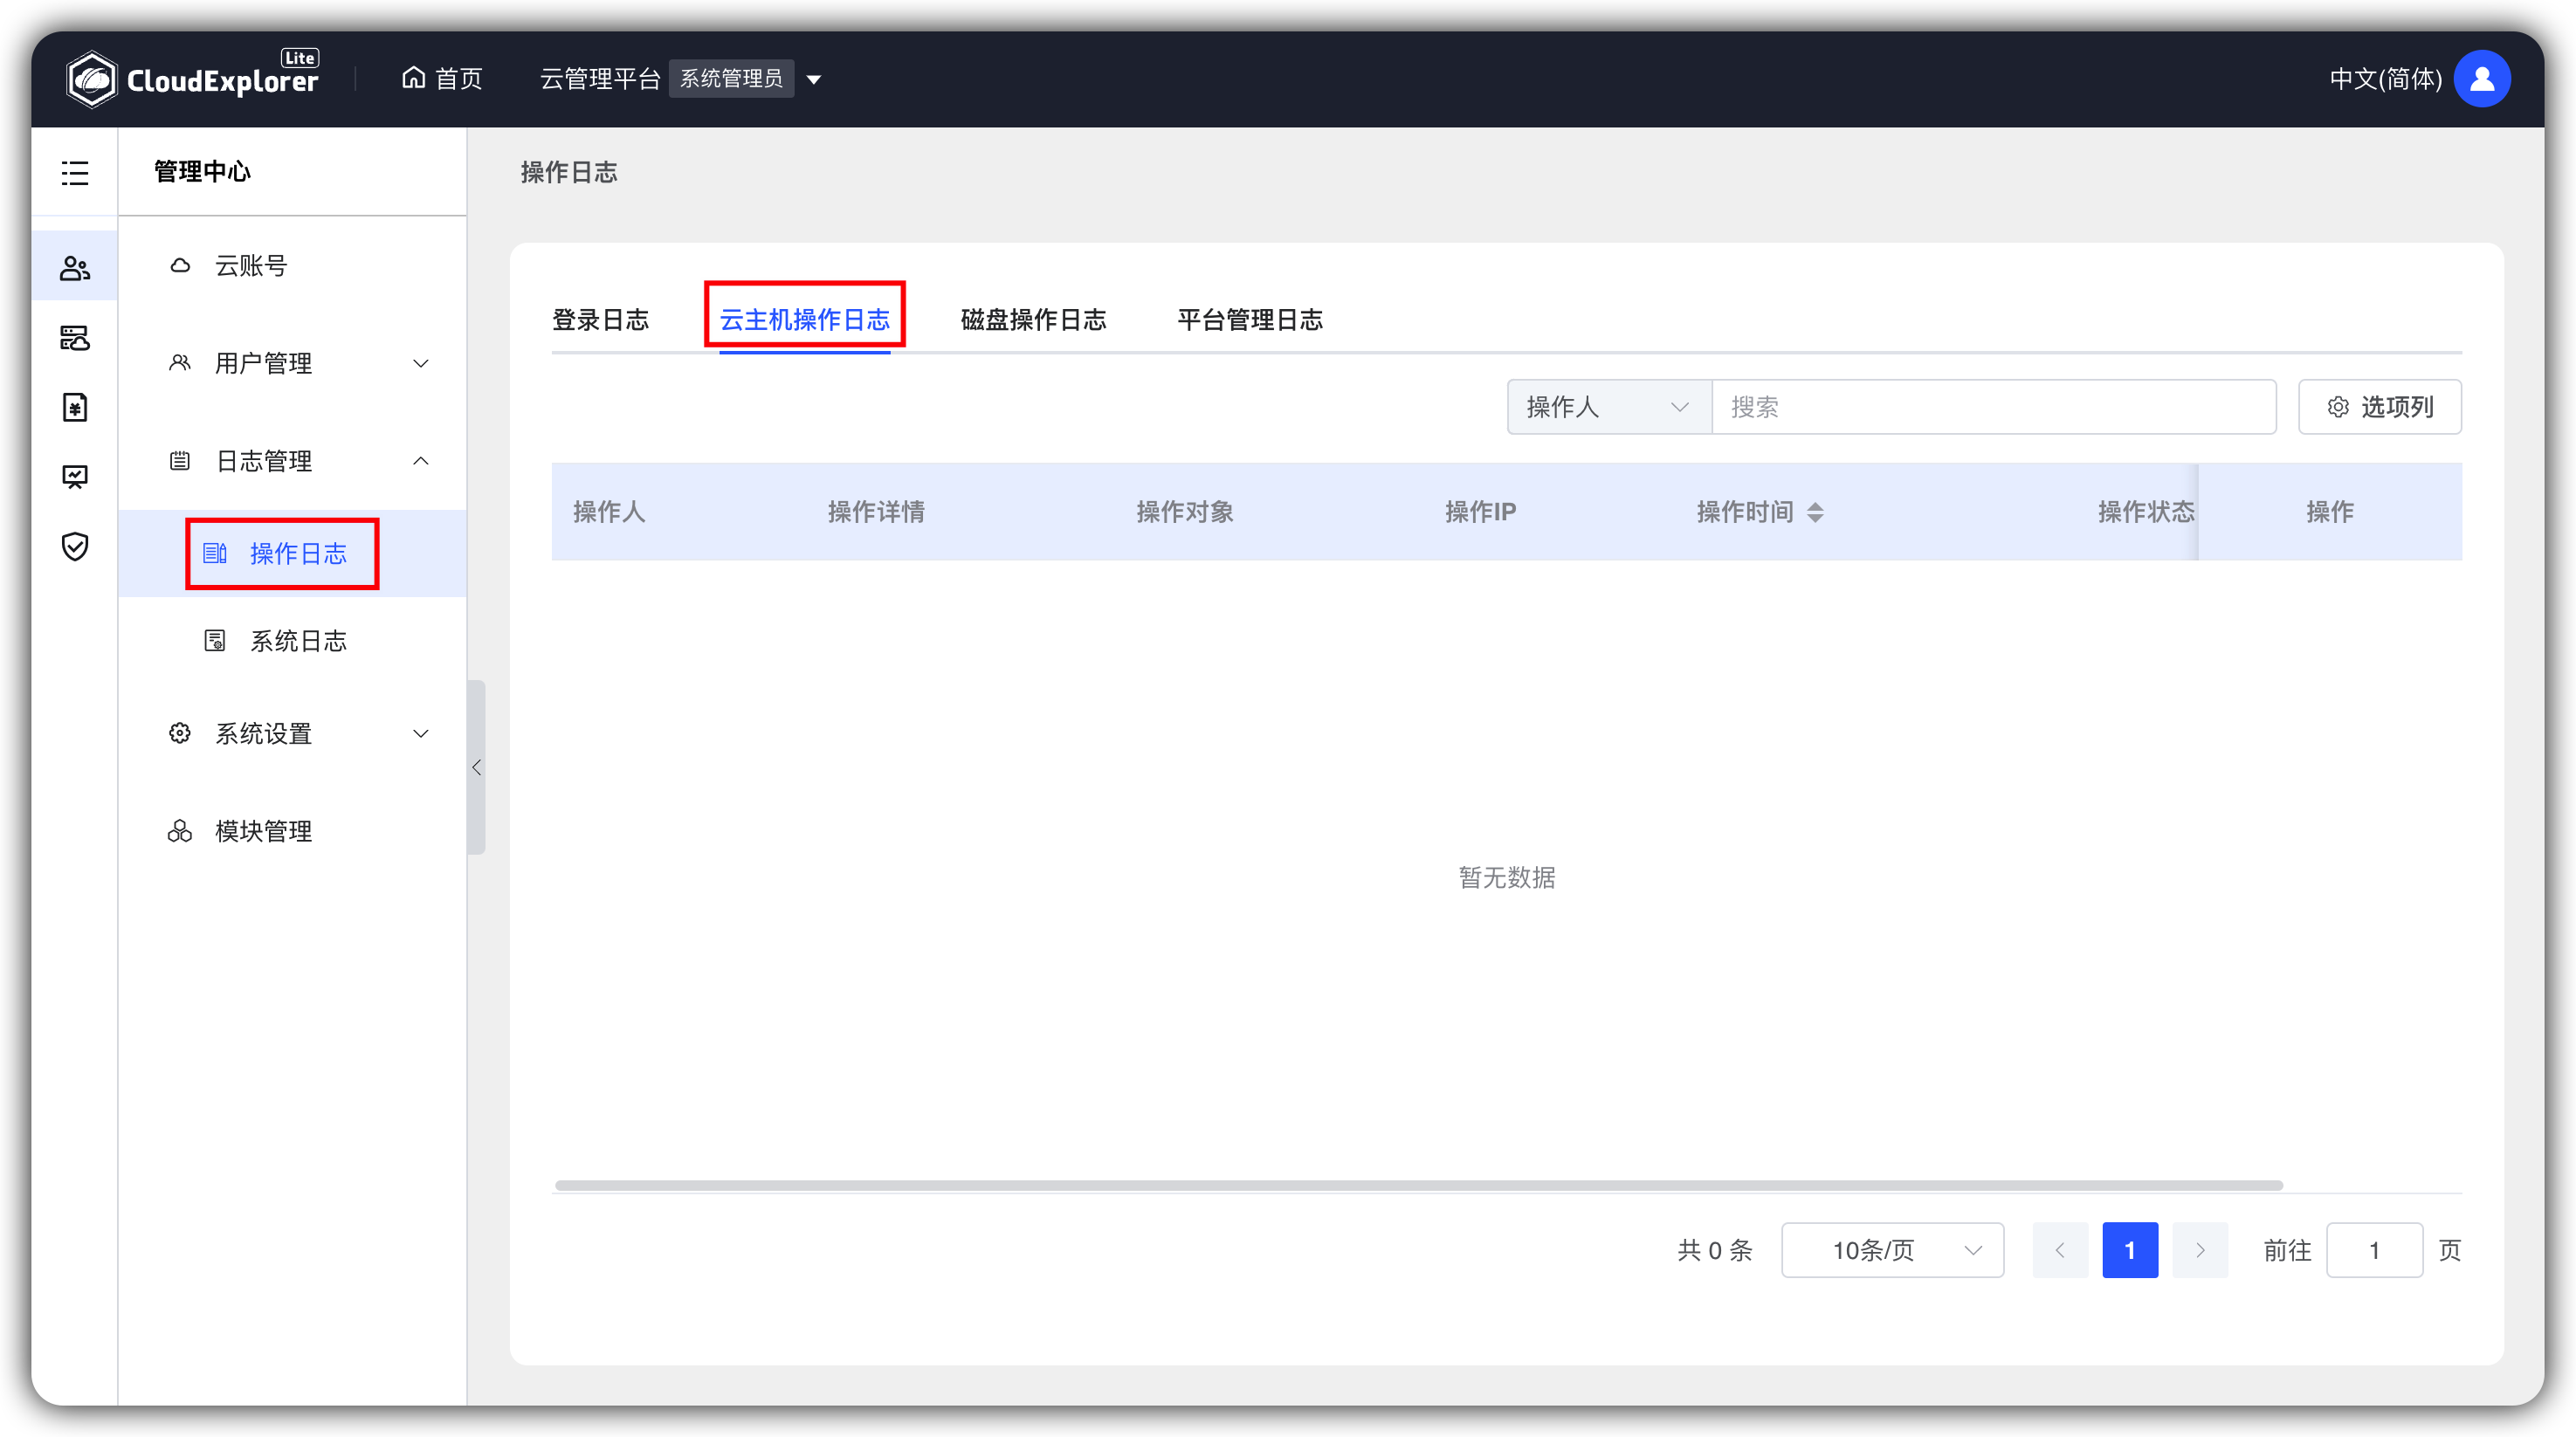 CloudExplorer Lite
首页
云管理平台 系统管理员
中文(简体)
管理中心
云账号
用户管理
日志管理
操作日志
系统日志
系统设置
模块管理
操作日志
登录日志 云主机操作日志 磁盘操作日志 平台管理日志
操作人 搜索 选项列
操作人 操作详情 操作对象 操作IP 操作时间 操作状态 操作
暂无数据
共 0 条 10条/页 1 前往 1 页